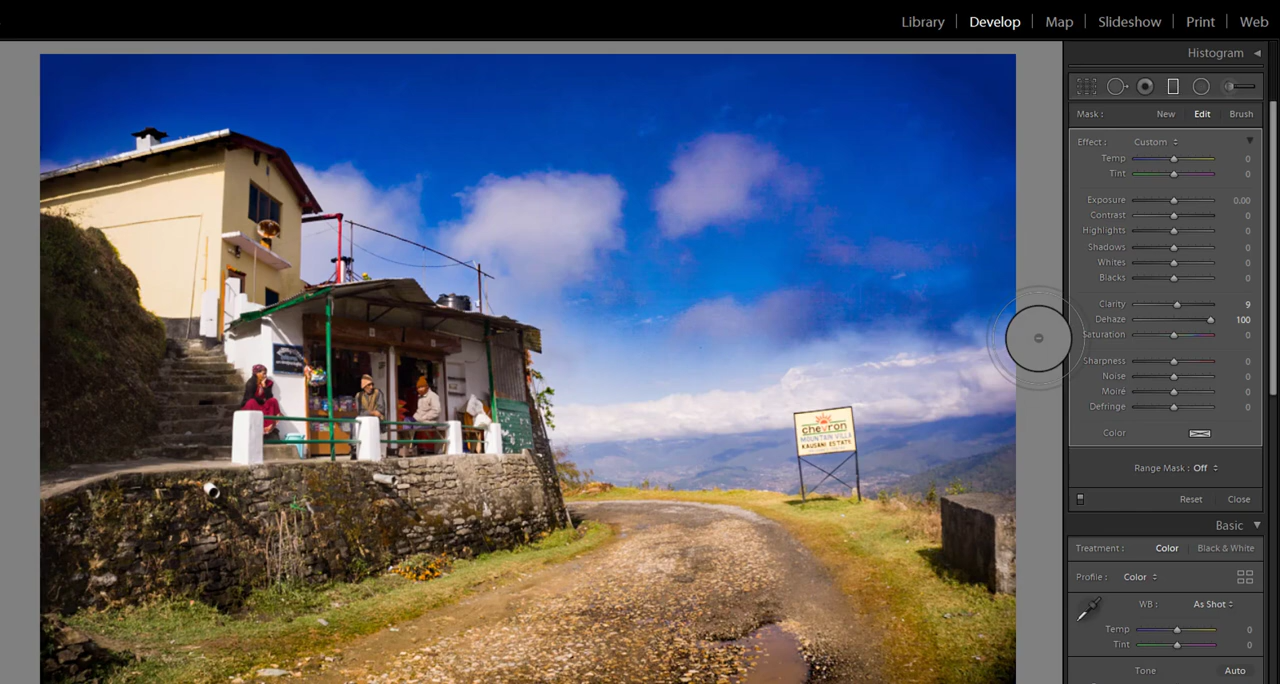 Library Develop Map Slideshow Print Web
Histogram
Mask : New Edit Brush
Effect : Custom
Temp 0
Tint 0
Exposure 0.00
Contrast 0
Highlights 0
Shadows 0
Whites 0
Blacks 0
Clarity 9
Dehaze 100
Saturation 0
Sharpness 0
Noise 0
Moiré 0
Defringe 0
Color
Range Mask : Off
Reset Close
Basic
Treatment : Color Black & White
Profile : Color
WB : As Shot
Temp 0
Tint 0
Tone Auto
chevron
MOUNTAIN VILLA
KAUSANI ESTATE